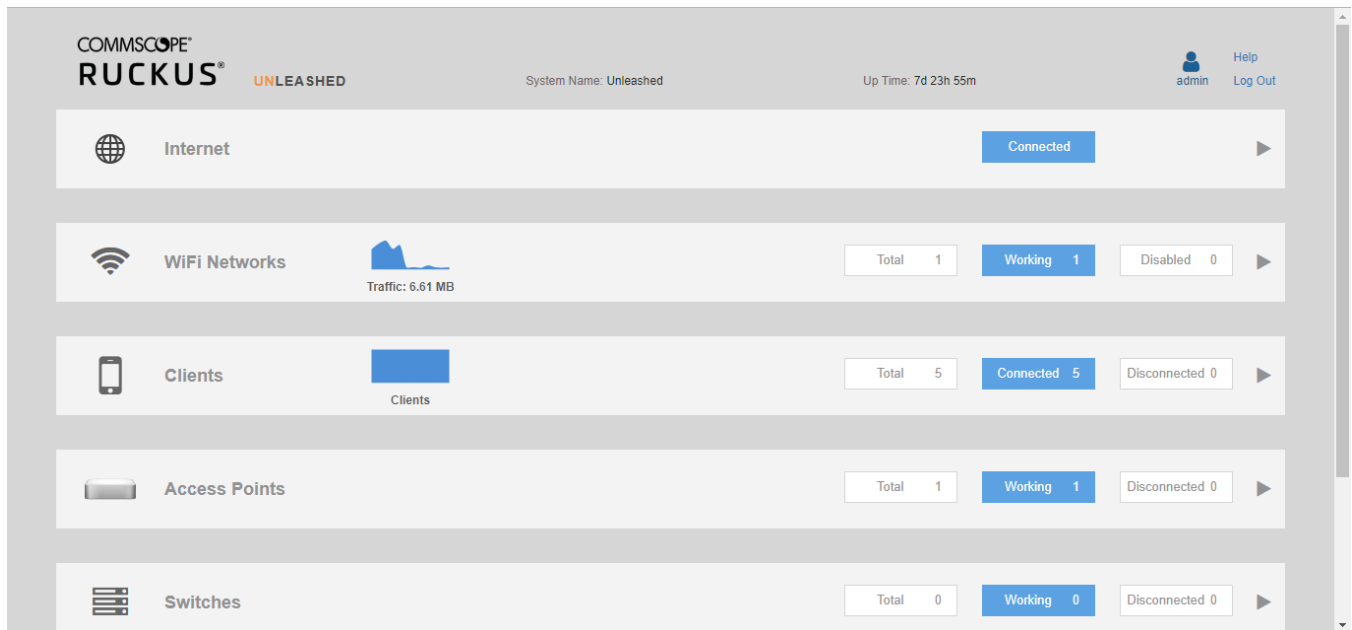 COMMSCOPE®
RUCKUS® UNLEASHED System Name: Unleashed Up Time: 7d 23h 55m admin Help Log Out
Internet Connected
WiFi Networks Traffic: 6.61 MB Total 1 Working 1 Disabled 0
Clients Clients Total 5 Connected 5 Disconnected 0
Access Points Total 1 Working 1 Disconnected 0
Switches Total 0 Working 0 Disconnected 0